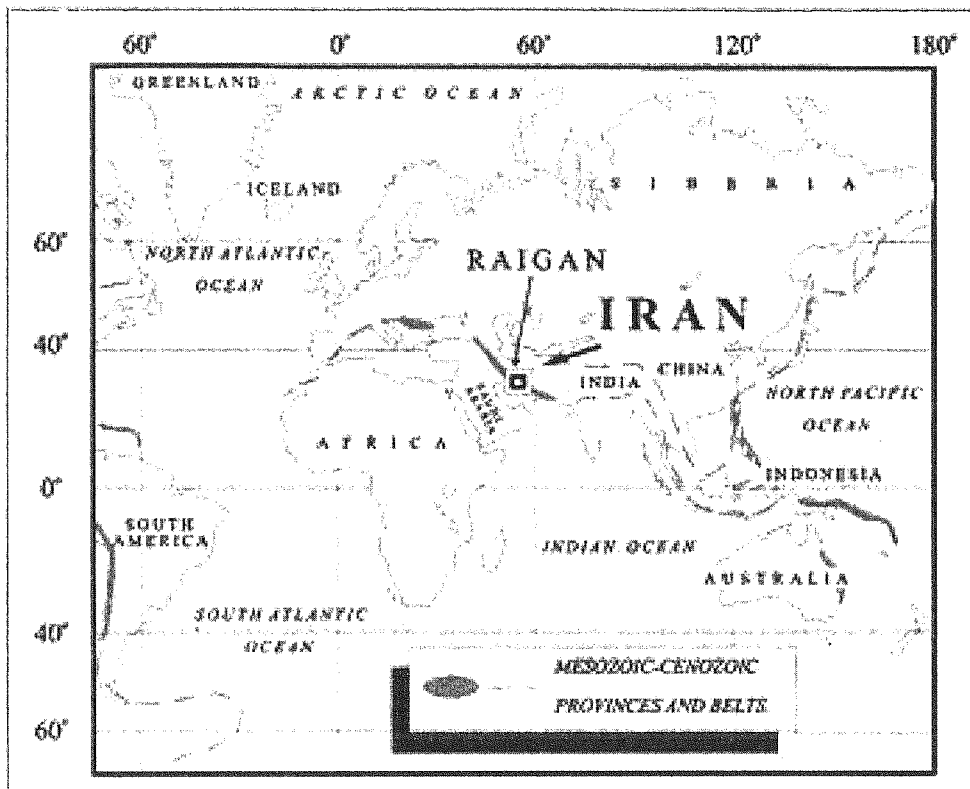 60° 0° 60° 120° 180°
GREENLAND
ARCTIC OCEAN
ICELAND
SIBERIA
60°
NORTH ATLANTIC
OCEAN
RAIGAN
IRAN
40°
INDIA
CHINA
SAUDI
ARABIA
NORTH PACIFIC
OCEAN
AFRICA
INDONESIA
0°
SOUTH
AMERICA
INDIAN OCEAN
AUSTRALIA
SOUTH ATLANTIC
OCEAN
40°
MESOZOIC-CENOZOIC
PROVINCES AND BELTS
60°